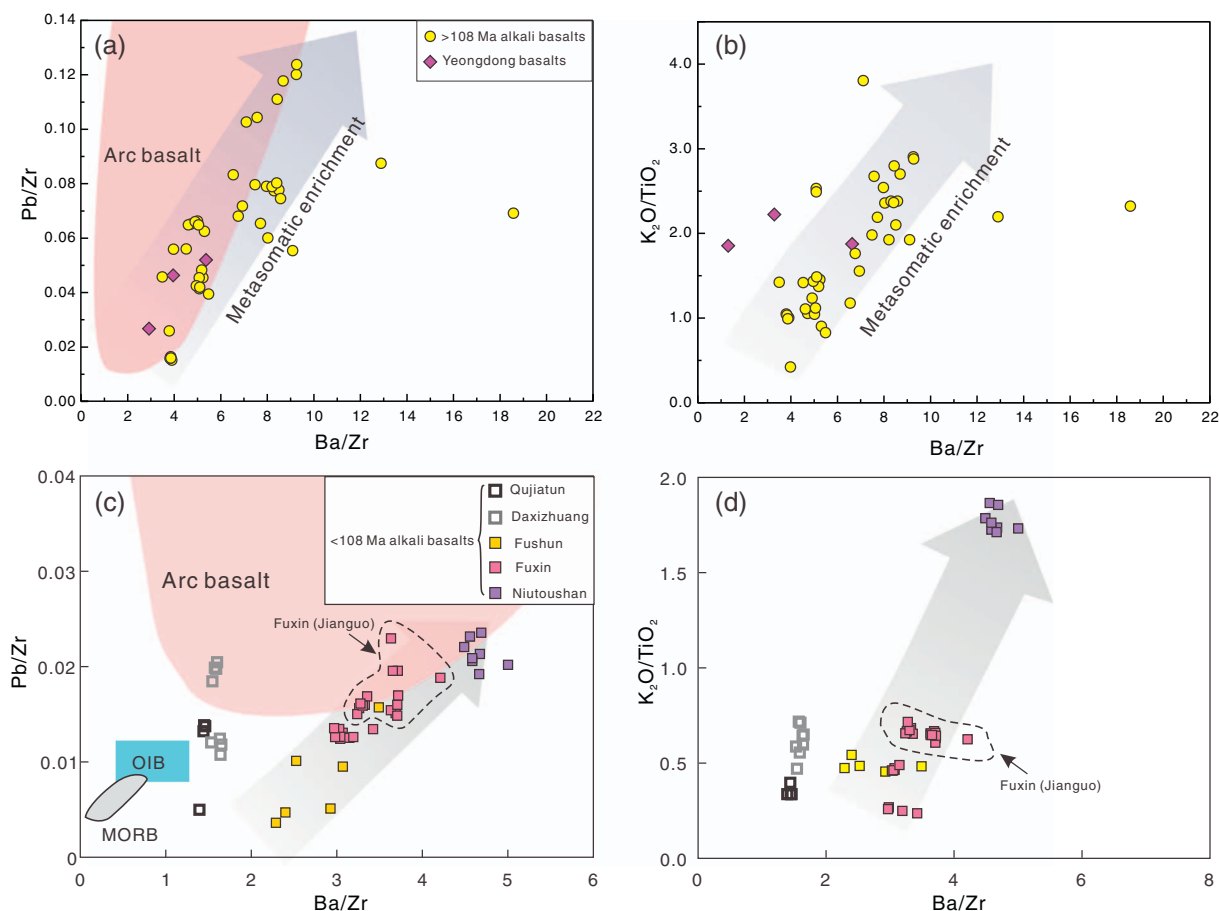 (a)
>108 Ma alkali basalts
Yeongdong basalts
Arc basalt
Metasomatic enrichment
Pb/Zr
0.14
0.12
0.10
0.08
0.06
0.04
0.02
0.00
0 2 4 6 8 10 12 14 16 18 20 22
Ba/Zr
(b)
Metasomatic enrichment
K₂O/TiO₂
4.0
3.0
2.0
1.0
0.0
0 2 4 6 8 10 12 14 16 18 20 22
Ba/Zr
(c)
<108 Ma alkali basalts
Qujiatun
Daxizhuang
Fushun
Fuxin
Niutoushan
Arc basalt
Fuxin (Jianguo)
OIB
MORB
Pb/Zr
0.04
0.03
0.02
0.01
0
0 1 2 3 4 5 6
Ba/Zr
(d)
Fuxin (Jianguo)
K₂O/TiO₂
2.0
1.5
1.0
0.5
0.0
0 2 4 6 8
Ba/Zr